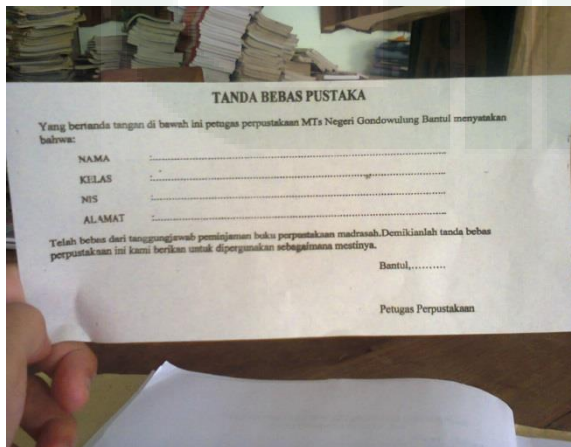 TANDA BEBAS PUSTAKA
Yang bertanda tangan di bawah ini petugas perpustakaan MTs Negeri Gondowulung Bantul menyatakan
bahwa:
NAMA :........................................................
KELAS :........................................................
NIS :........................................................
ALAMAT :........................................................
Telah bebas dari tanggungjawab peminjaman buku perpustakaan madrasah.Demikianlah tanda bebas
perpustakaan ini kami berikan untuk dipergunakan sebagaimana mestinya.
Bantul,..........
Petugas Perpustakaan